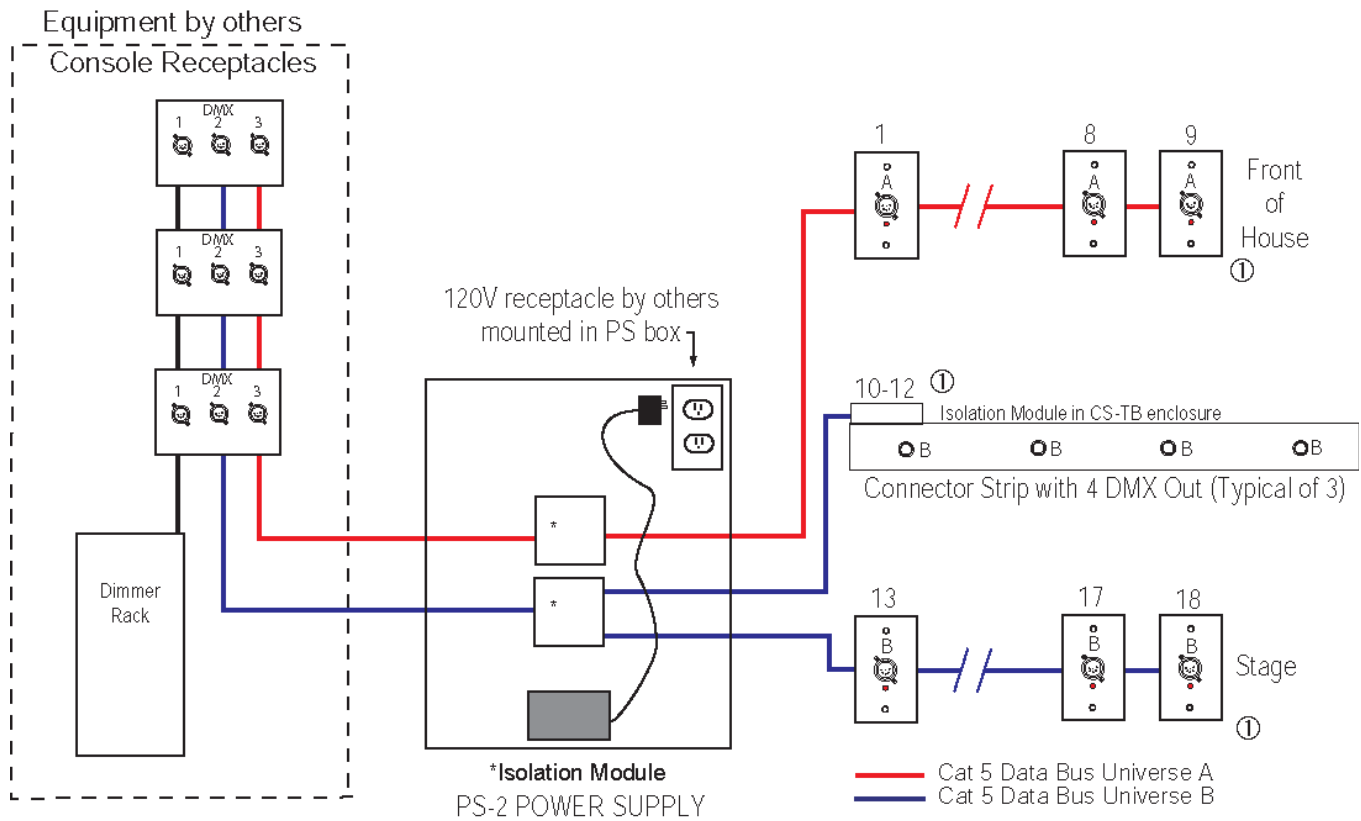 Equipment by others
Console Receptacles
DMX
1 2 3
DMX
1 2 3
DMX
1 2 3
Dimmer
Rack
120V receptacle by others
mounted in PS box
*
*
*Isolation Module
PS-2 POWER SUPPLY
1 8 9
A A A
Front
of
House
①
10-12 ①
Isolation Module in CS-TB enclosure
B B B B
Connector Strip with 4 DMX Out (Typical of 3)
13 17 18
B B B
Stage
①
Cat 5 Data Bus Universe A
Cat 5 Data Bus Universe B